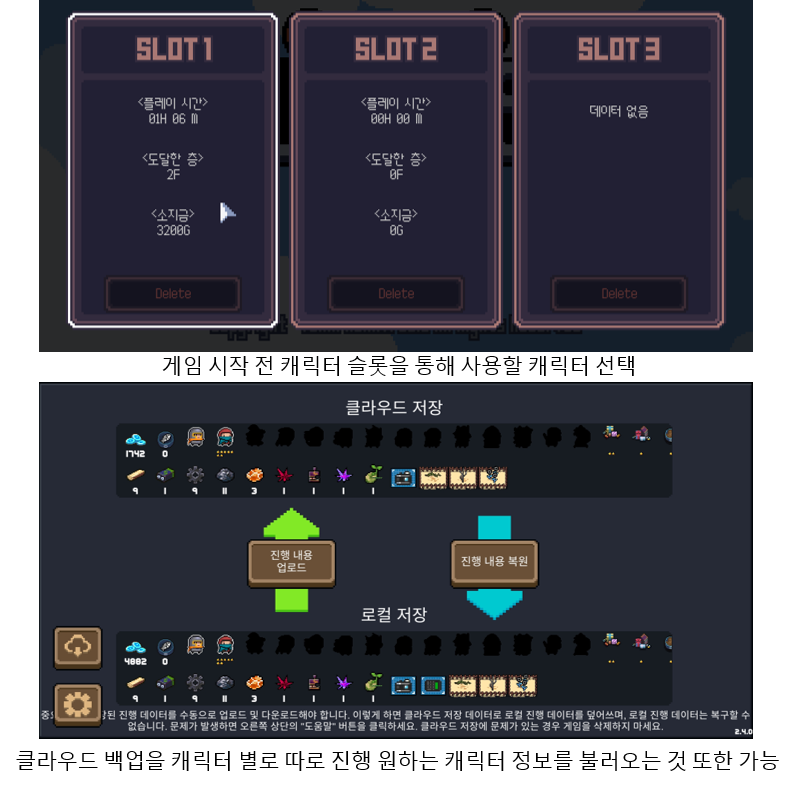 SLOT 1
SLOT 2
SLOT 3
<플레이 시간>
01H 06 M
<도달한 층>
2F
<소지금>
3200G
Delete
<플레이 시간>
00H 00 M
<도달한 층>
0F
<소지금>
0G
Delete
데이터 없음
Delete
게임 시작 전 캐릭터 슬롯을 통해 사용할 캐릭터 선택
클라우드 저장
1742 0
9 1 9 11 3 1 1 1 1
진행 내용
업로드
진행 내용 복원
로컬 저장
4882 0
9 1 9 11 3 1 1 1 1
진행 데이터를 수동으로 업로드 및 다운로드해야 합니다. 이렇게 하면 클라우드 저장 데이터로 로컬 진행 데이터를 덮어쓰며, 로컬 진행 데이터는 복구할 수
없습니다. 문제가 발생하면 오른쪽 상단의 "도움말" 버튼을 클릭하세요. 클라우드 저장에 문제가 있는 경우 게임을 삭제하지 마세요.
2.4.0
클라우드 백업을 캐릭터 별로 따로 진행 원하는 캐릭터 정보를 불러오는 것 또한 가능